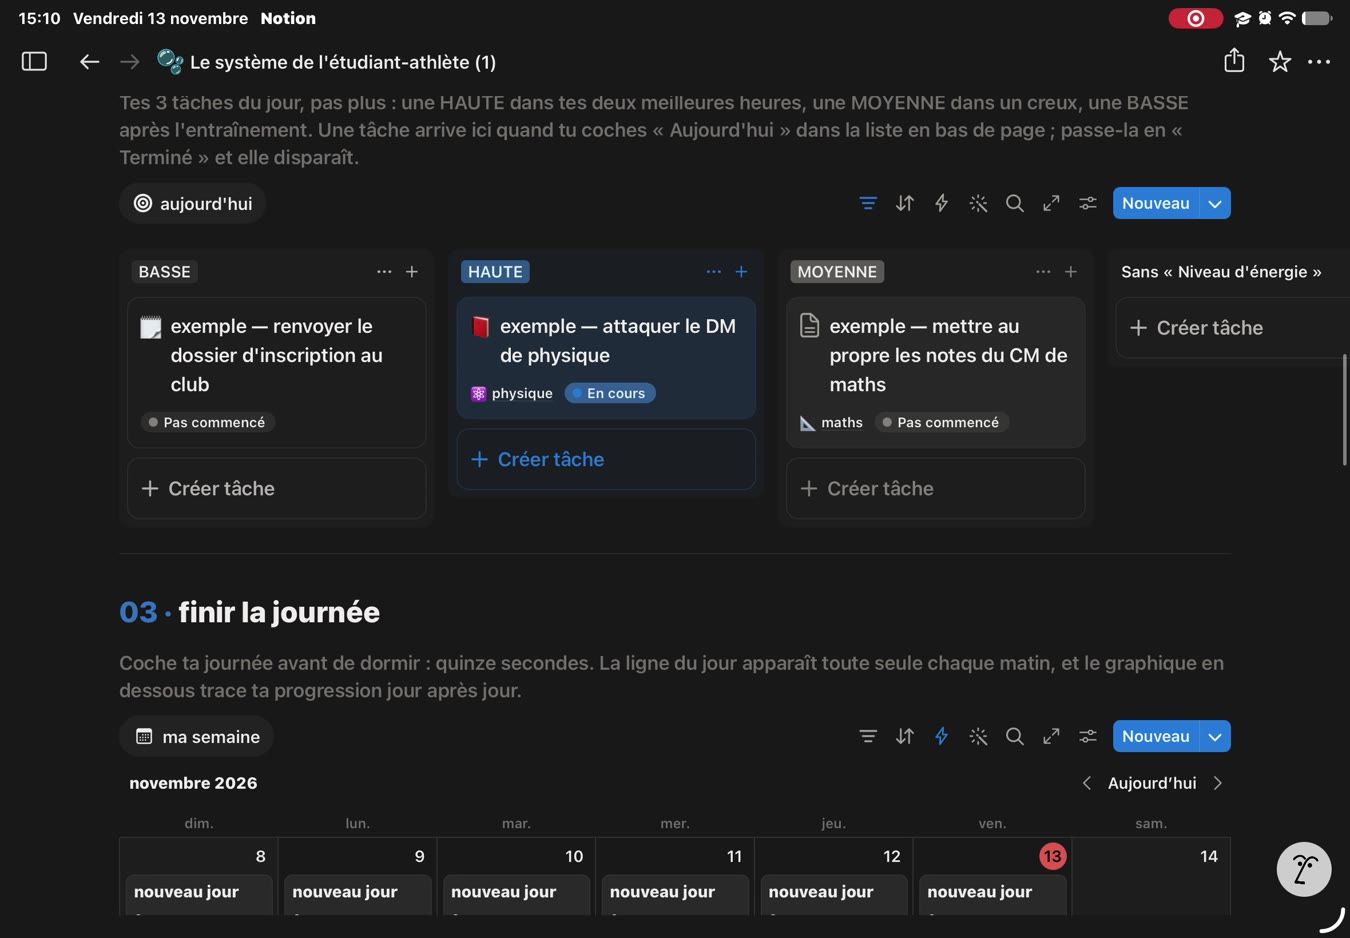 15:10 Vendredi 13 novembre Notion
Le système de l'étudiant-athlète (1)
Tes 3 tâches du jour, pas plus : une HAUTE dans tes deux meilleures heures, une MOYENNE dans un creux, une BASSE
après l'entraînement. Une tâche arrive ici quand tu coches « Aujourd'hui » dans la liste en bas de page ; passe-la en «
Terminé » et elle disparaît.
aujourd'hui
Nouveau
BASSE
exemple — renvoyer le
dossier d'inscription au
club
Pas commencé
+ Créer tâche
HAUTE
exemple — attaquer le DM
de physique
physique En cours
+ Créer tâche
MOYENNE
exemple — mettre au
propre les notes du CM de
maths
maths Pas commencé
+ Créer tâche
Sans « Niveau d'énergie »
+ Créer tâche
03 · finir la journée
Coche ta journée avant de dormir : quinze secondes. La ligne du jour apparaît toute seule chaque matin, et le graphique en
dessous trace ta progression jour après jour.
ma semaine
Nouveau
novembre 2026
Aujourd'hui
dim. lun. mar. mer. jeu. ven. sam.
8 9 10 11 12 13 14
nouveau jour nouveau jour nouveau jour nouveau jour nouveau jour nouveau jour